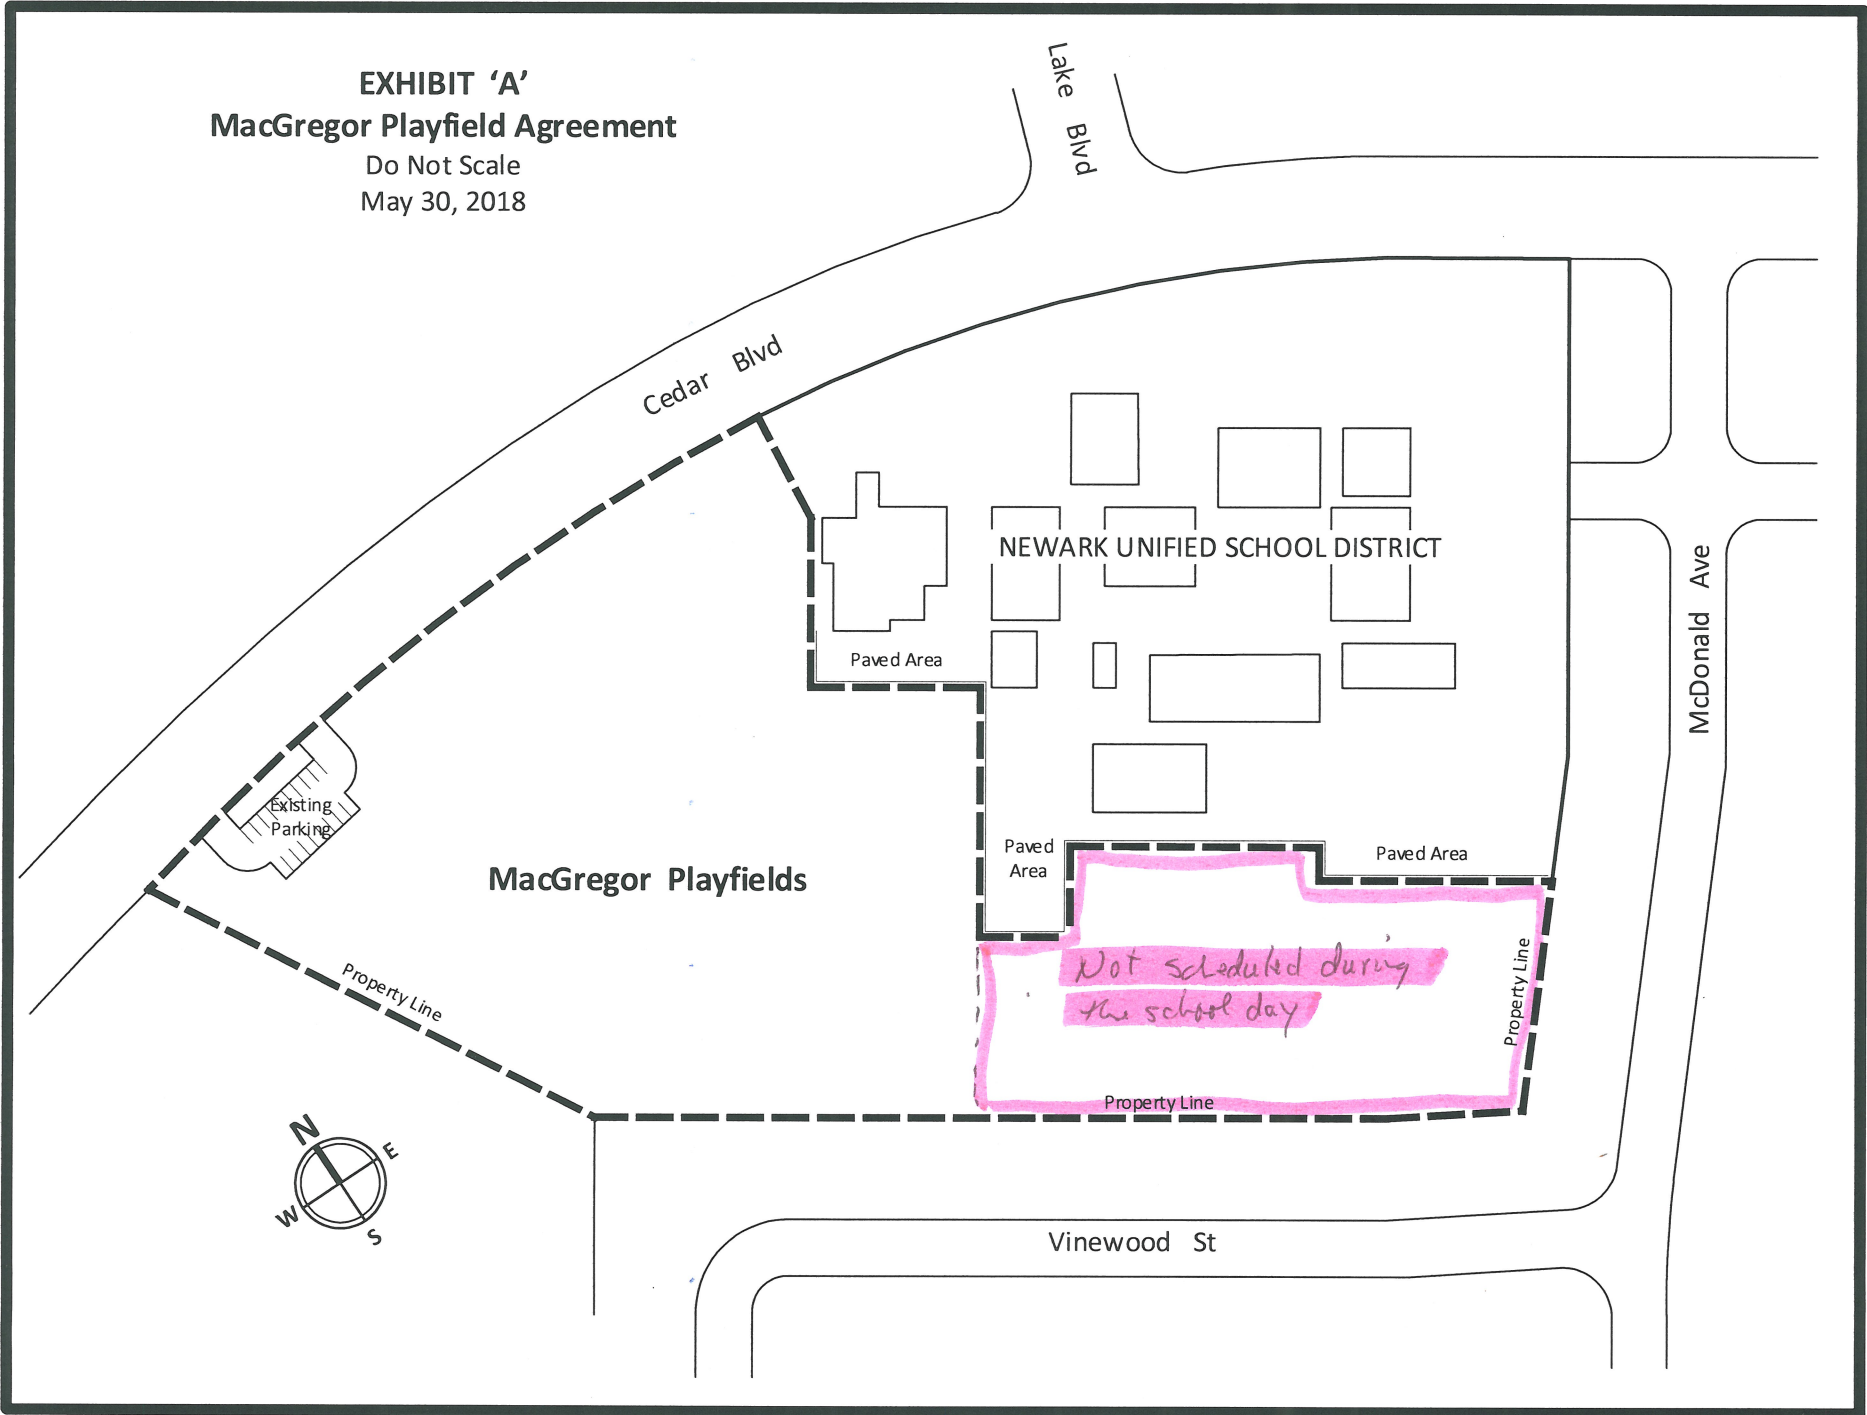 EXHIBIT ‘A’
MacGregor Playfield Agreement
Do Not Scale
May 30, 2018
Lake Blvd
Cedar Blvd
NEWARK UNIFIED SCHOOL DISTRICT
McDonald Ave
Paved Area
Existing
Parking
Paved
Area
Paved Area
MacGregor Playfields
Not scheduled during
the school day
Property Line
Property Line
Property Line
N
E
W
S
Vinewood St